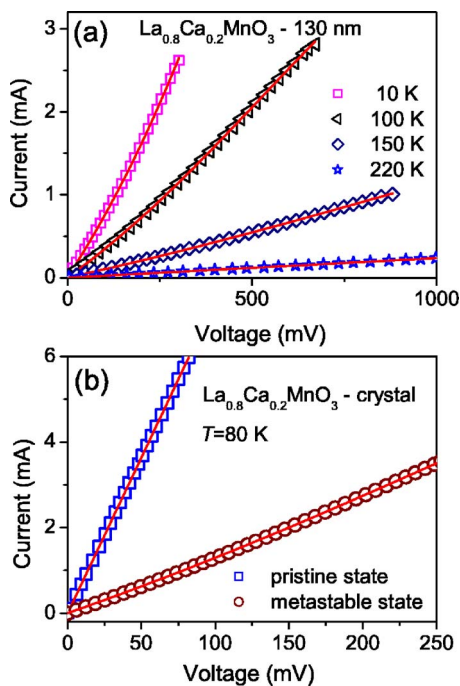 (a) La₀.₈Ca₀.₂MnO₃ - 130 nm
3
2
1
0
Current (mA)
10 K
100 K
150 K
220 K
0 500 1000
Voltage (mV)
(b)
La₀.₈Ca₀.₂MnO₃ - crystal
T=80 K
6
4
2
0
Current (mA)
pristine state
metastable state
0 50 100 150 200 250
Voltage (mV)